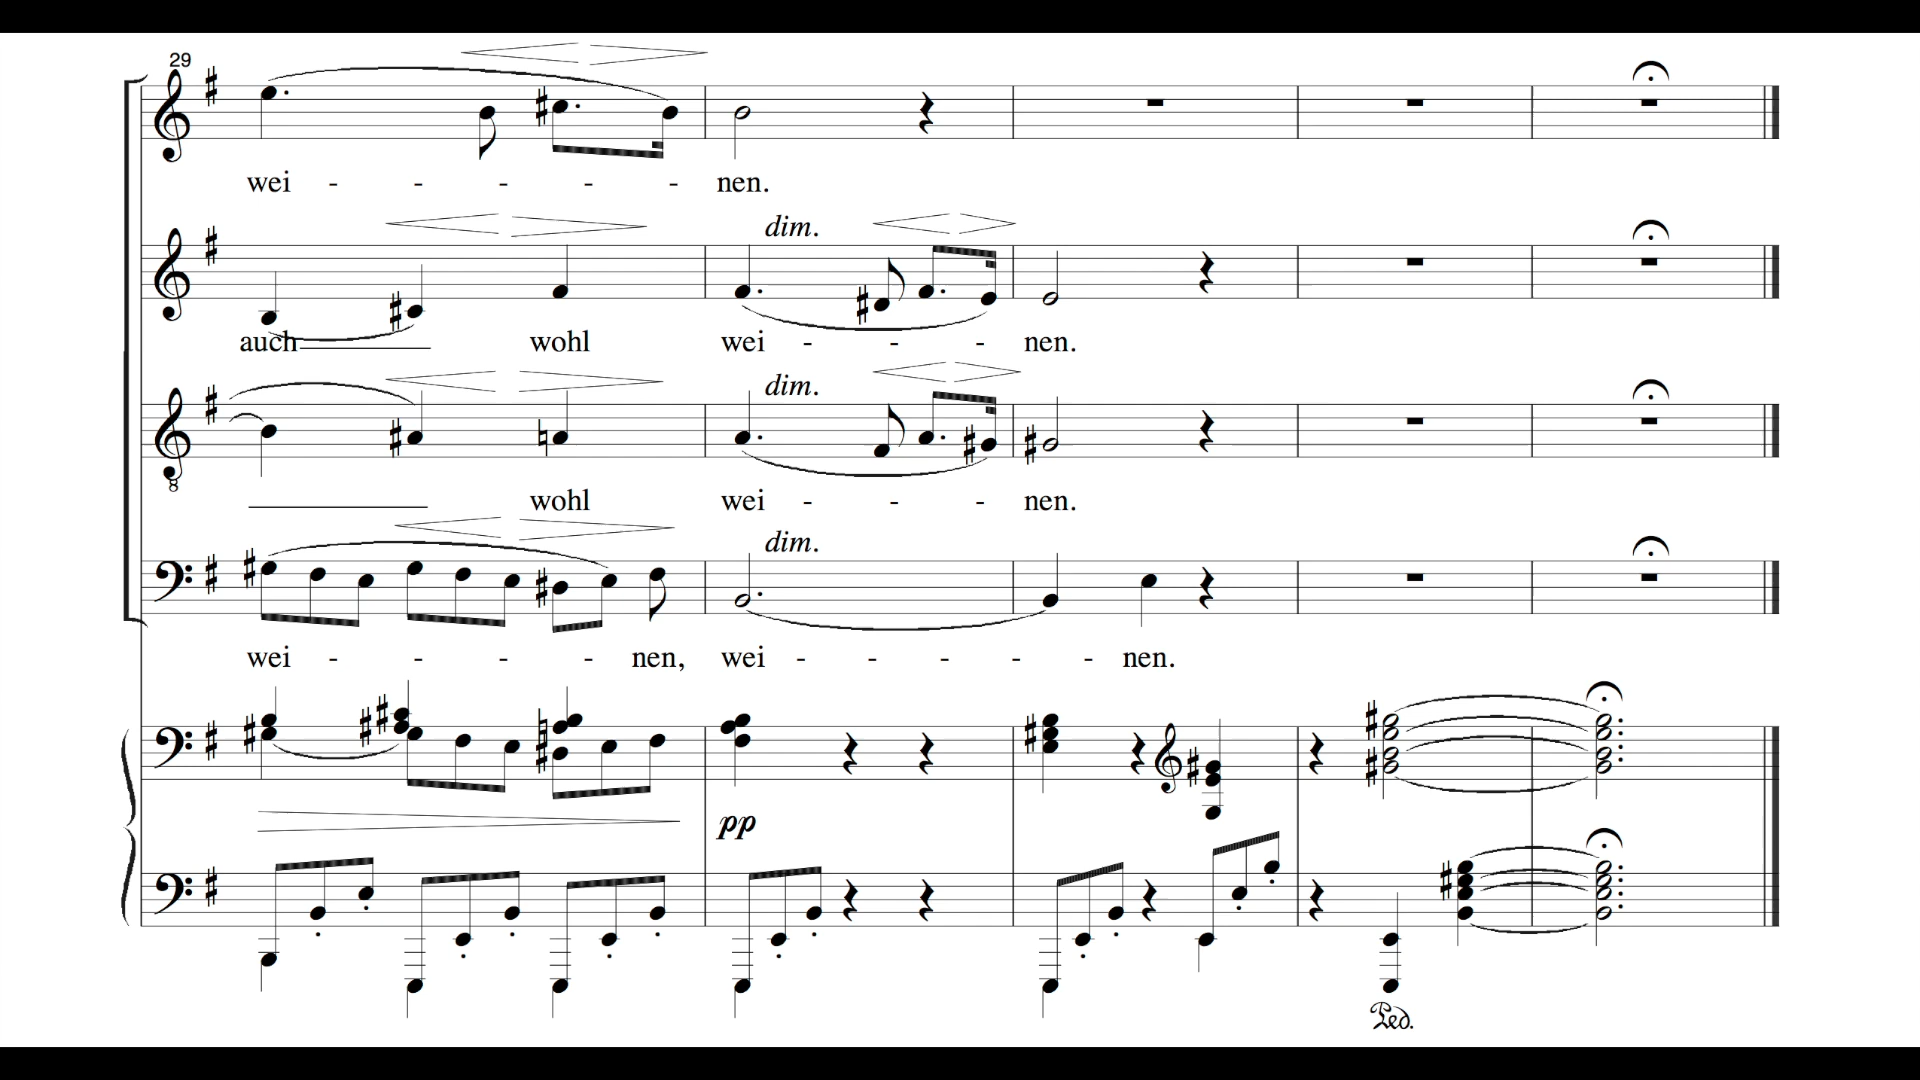 29
wei - - - - - nen.
dim.
auch wohl wei - - - nen.
dim.
wohl wei - - - nen.
dim.
wei - - - - nen, wei - - - - - nen.
pp
Ped.